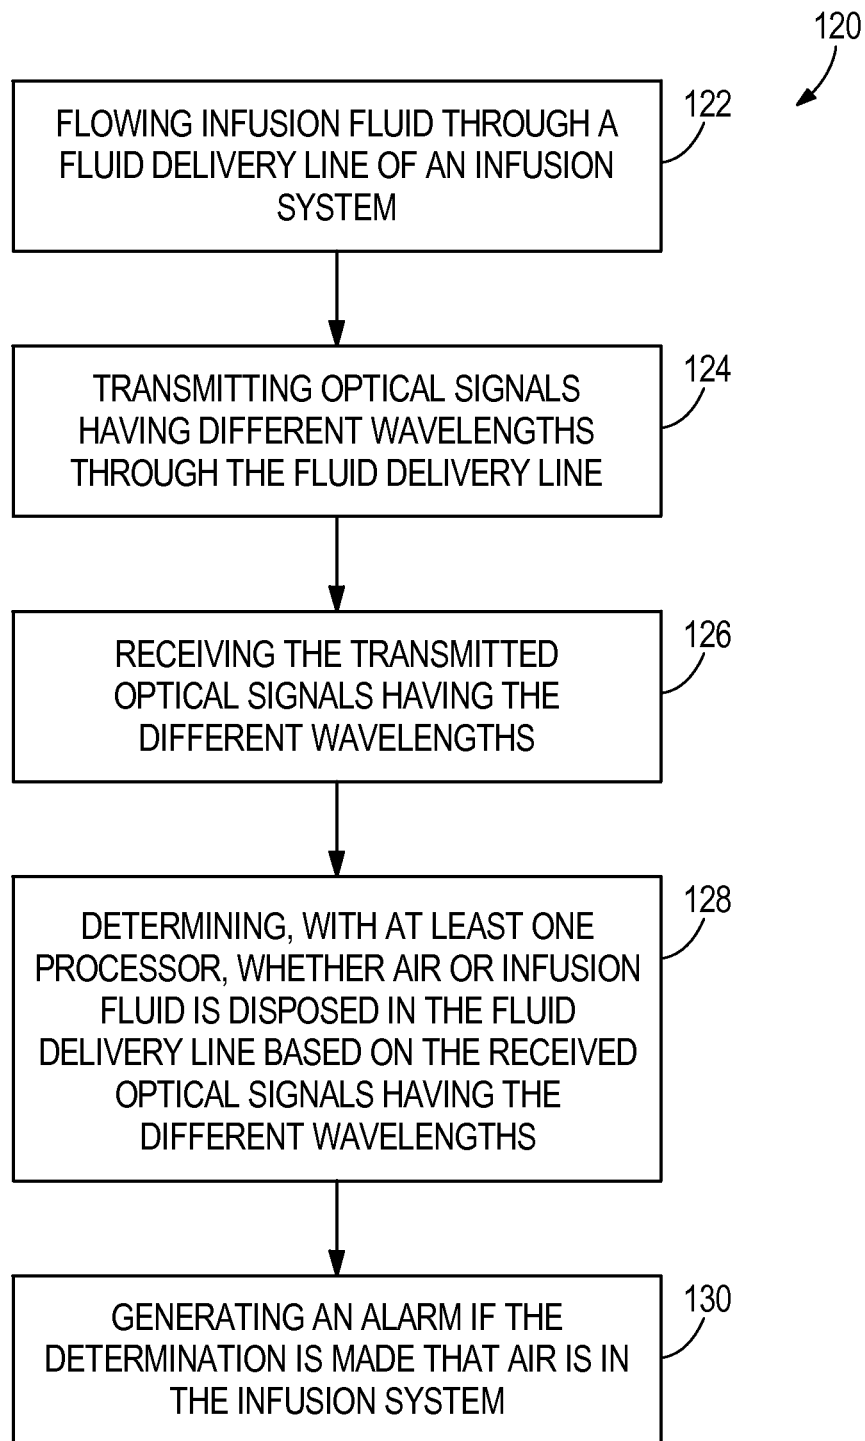 120
122
FLOWING INFUSION FLUID THROUGH A
FLUID DELIVERY LINE OF AN INFUSION
SYSTEM
124
TRANSMITTING OPTICAL SIGNALS
HAVING DIFFERENT WAVELENGTHS
THROUGH THE FLUID DELIVERY LINE
126
RECEIVING THE TRANSMITTED
OPTICAL SIGNALS HAVING THE
DIFFERENT WAVELENGTHS
128
DETERMINING, WITH AT LEAST ONE
PROCESSOR, WHETHER AIR OR INFUSION
FLUID IS DISPOSED IN THE FLUID
DELIVERY LINE BASED ON THE RECEIVED
OPTICAL SIGNALS HAVING THE
DIFFERENT WAVELENGTHS
130
GENERATING AN ALARM IF THE
DETERMINATION IS MADE THAT AIR IS IN
THE INFUSION SYSTEM